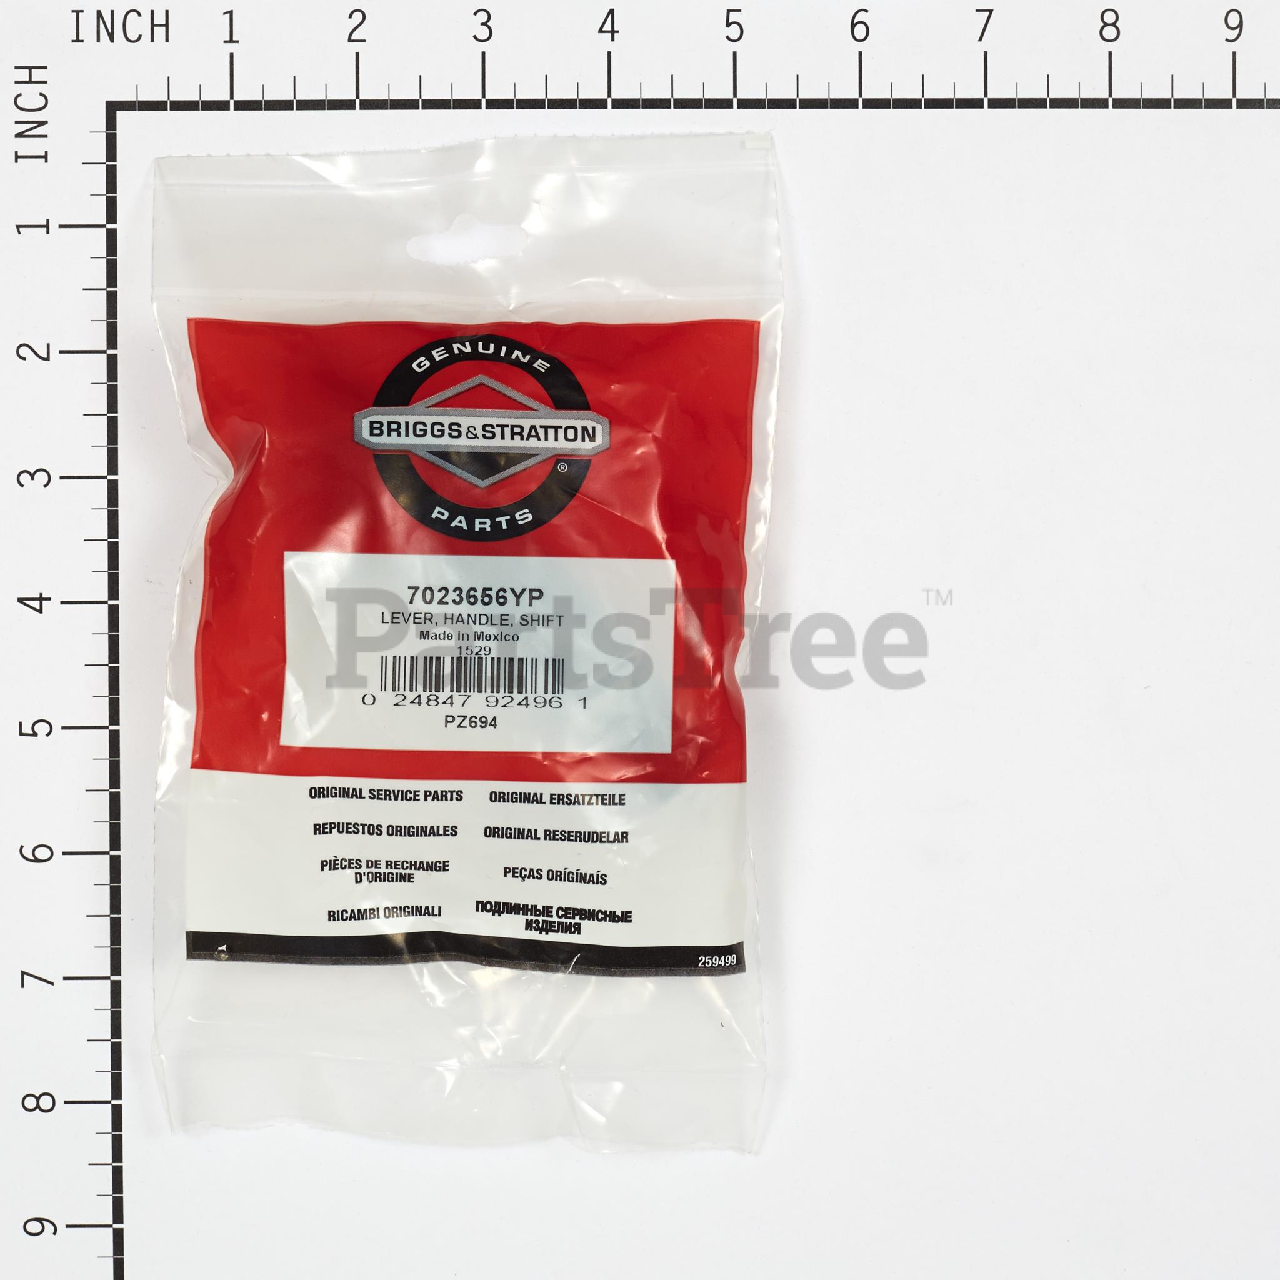 INCH 1 2 3 4 5 6 7 8 9
INCH
1
2
3
4
5
6
7
8
9
GENUINE
BRIGGS&STRATTON
®
PARTS
7023656YP
LEVER, HANDLE, SHIFT
Made in Mexico
1529
0 24847 92496 1
PZ694
PartsTree™
ORIGINAL SERVICE PARTS ORIGINAL ERSATZTEILE
REPUESTOS ORIGINALES ORIGINAL RESERUDELAR
PIÈCES DE RECHANGE
D'ORIGINE
PEÇAS ORIGÍNAÍS
RICAMBI ORIGINALI
ПОДЛИННЫЕ СЕРВИСНЫЕ
ИЗДЕЛИЯ
A
259499